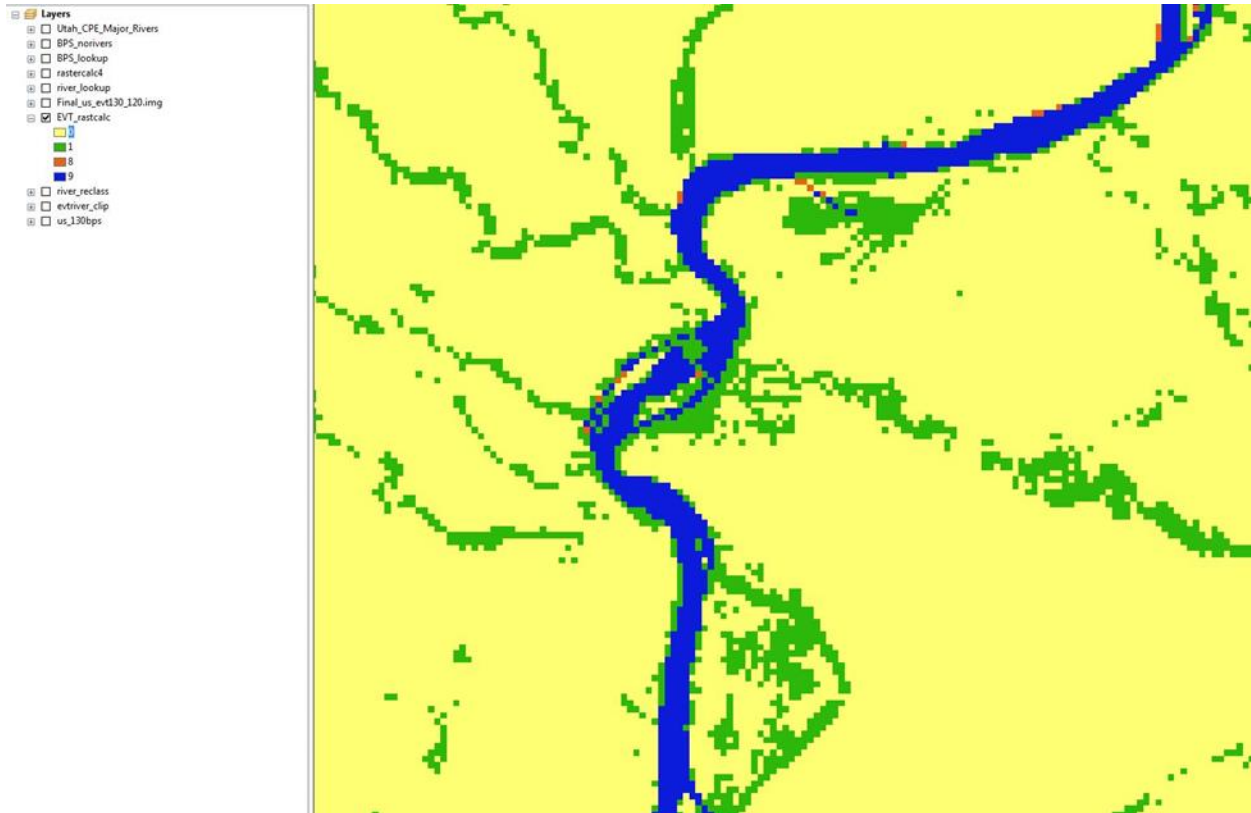 Layers
Utah_CPE_Major_Rivers
BPS_norivers
BPS_lookup
rastercalc4
river_lookup
Final_us_evt130_120.img
EVT_rastcalc
0
1
8
9
river_reclass
evtriver_clip
us_130bps